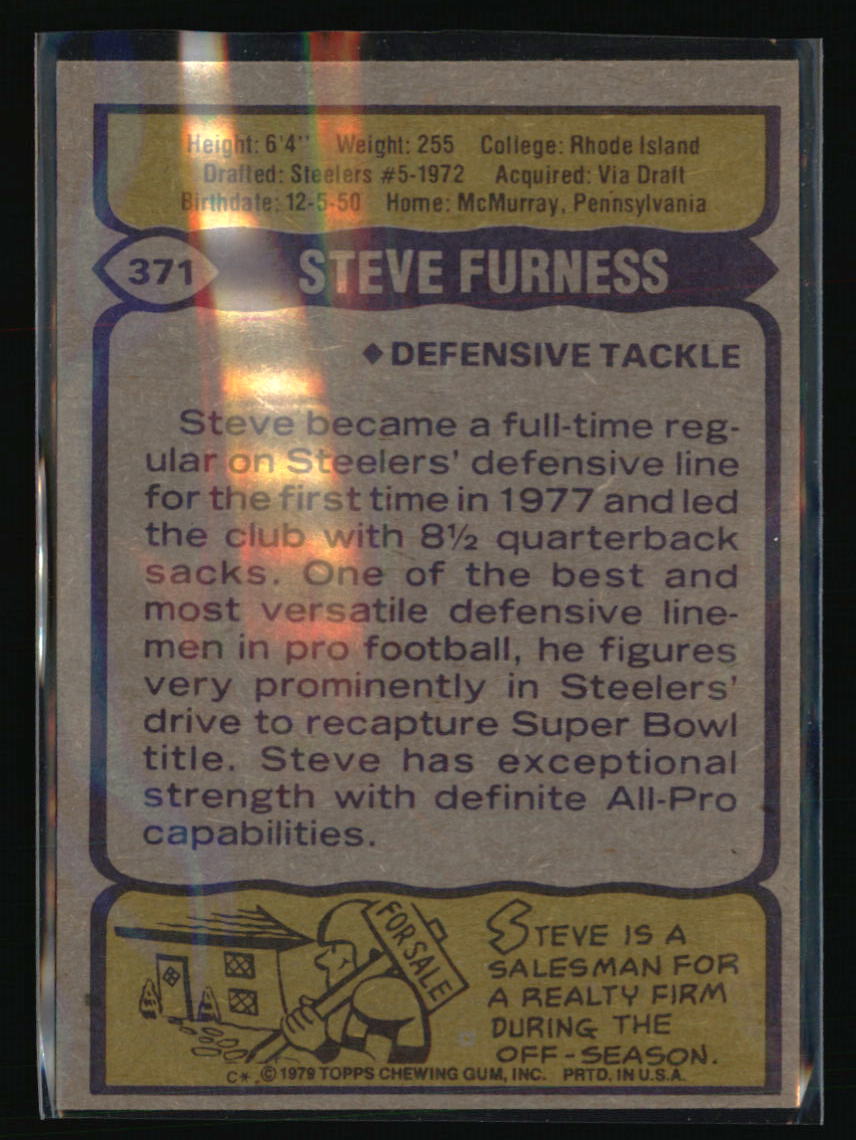 Height: 6'4" Weight: 255 College: Rhode Island
Drafted: Steelers #5-1972 Acquired: Via Draft
Birthdate: 12-5-50 Home: McMurray, Pennsylvania
371 STEVE FURNESS
♦ DEFENSIVE TACKLE
Steve became a full-time reg-
ular on Steelers' defensive line
for the first time in 1977 and led
the club with 8½ quarterback
sacks. One of the best and
most versatile defensive line-
men in pro football, he figures
very prominently in Steelers'
drive to recapture Super Bowl
title. Steve has exceptional
strength with definite All-Pro
capabilities.
FOR SALE
STEVE IS A
SALESMAN FOR
A REALTY FIRM
DURING THE
OFF-SEASON.
C* ©1979 TOPPS CHEWING GUM, INC. PRTD. IN U.S.A.